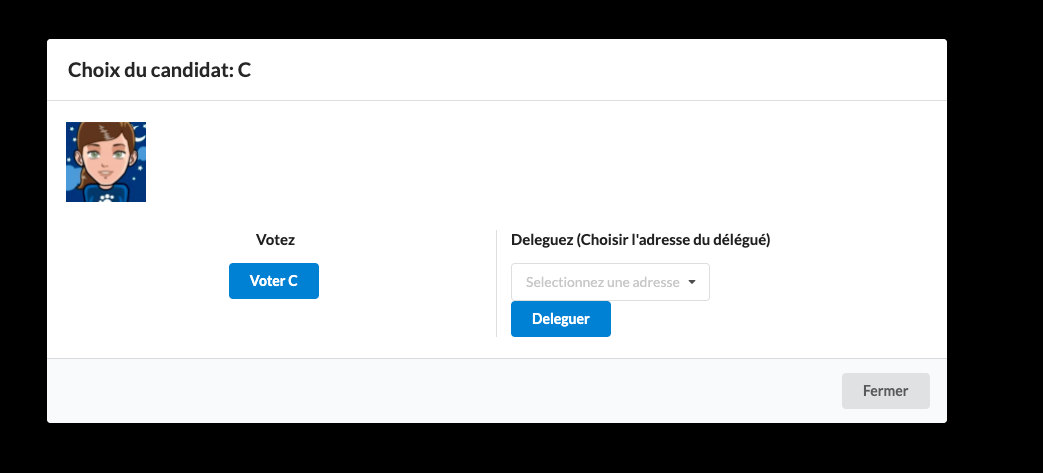 Choix du candidat: C
Votez
Voter C
Deleguez (Choisir l'adresse du délégué)
Selectionnez une adresse
Deleguer
Fermer